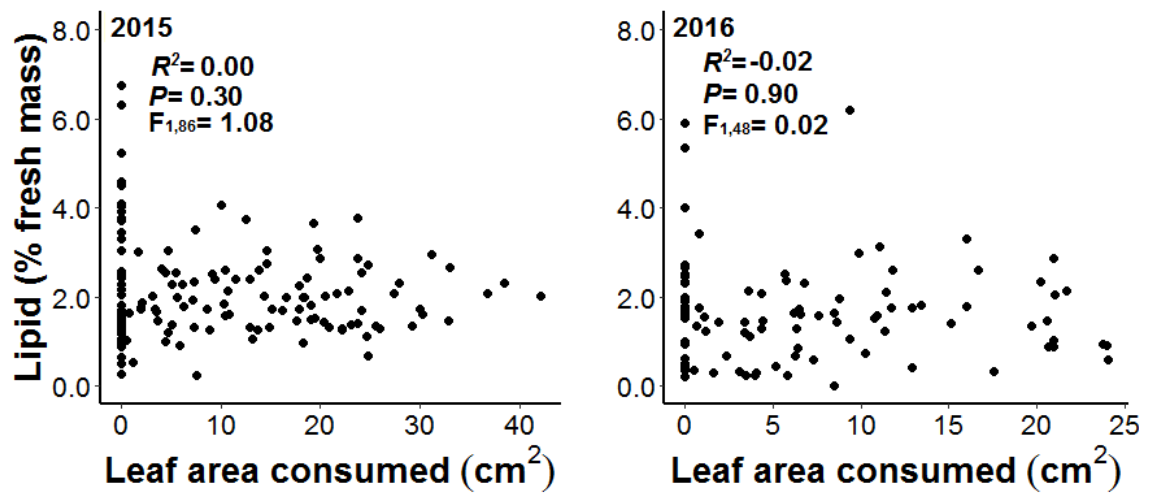 Lipid (% fresh mass)
2015
R²= 0.00
P= 0.30
F1,86= 1.08
8.0
6.0
4.0
2.0
0.0
0 10 20 30 40
Leaf area consumed (cm²)
2016
R²= -0.02
P= 0.90
F1,48= 0.02
8.0
6.0
4.0
2.0
0.0
0 5 10 15 20 25
Leaf area consumed (cm²)